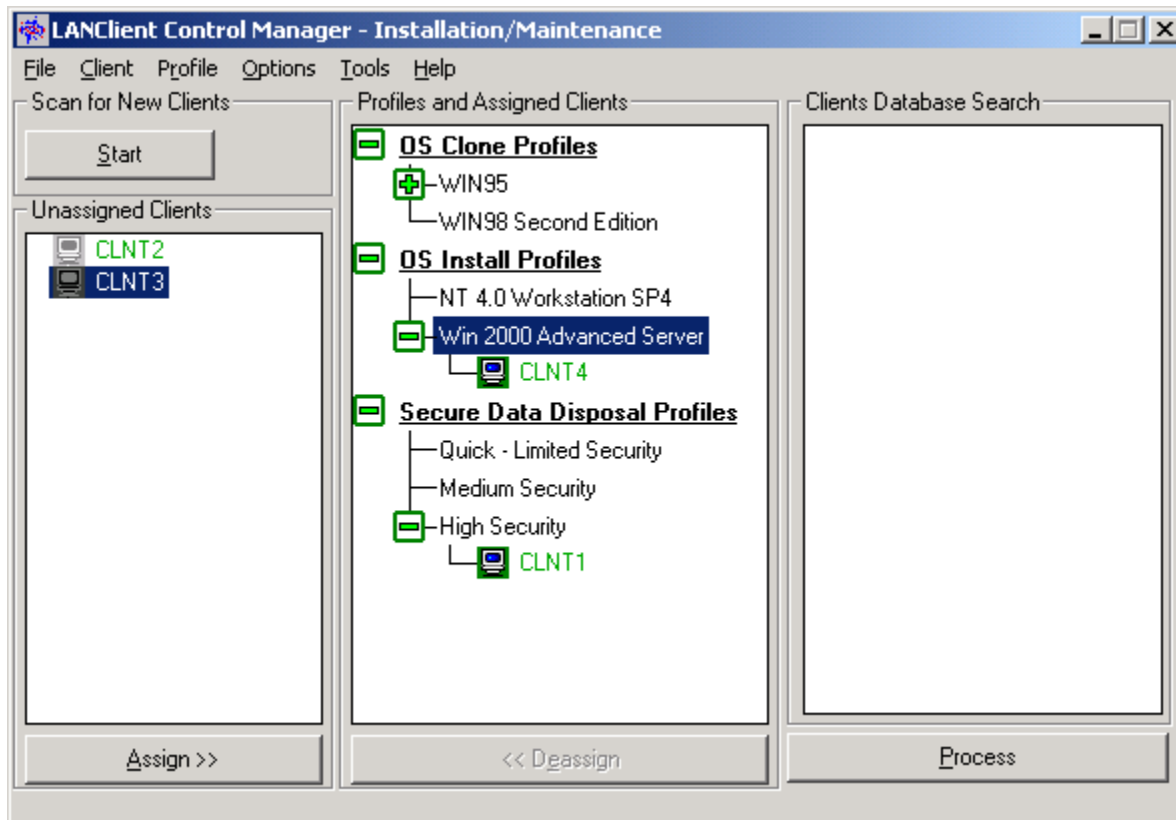 LANClient Control Manager - Installation/Maintenance
File Client Profile Options Tools Help
Scan for New Clients
Start
Unassigned Clients
CLNT2
CLNT3
Assign >>
Profiles and Assigned Clients
OS Clone Profiles
WIN95
WIN98 Second Edition
OS Install Profiles
NT 4.0 Workstation SP4
Win 2000 Advanced Server
CLNT4
Secure Data Disposal Profiles
Quick - Limited Security
Medium Security
High Security
CLNT1
<< Deassign
Clients Database Search
Process